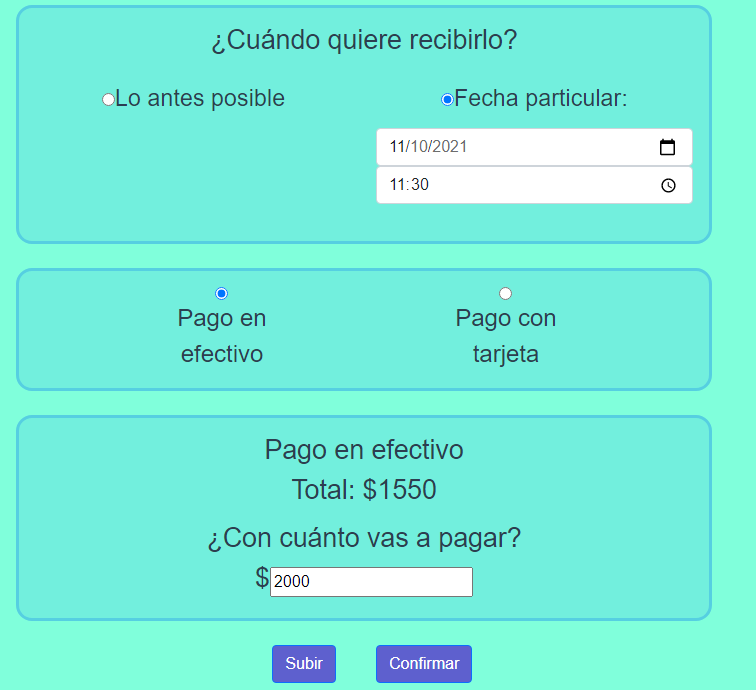 ¿Cuándo quiere recibirlo?
Lo antes posible
Fecha particular:
11/10/2021
11:30
Pago en
efectivo
Pago con
tarjeta
Pago en efectivo
Total: $1550
¿Con cuánto vas a pagar?
$2000
Subir
Confirmar